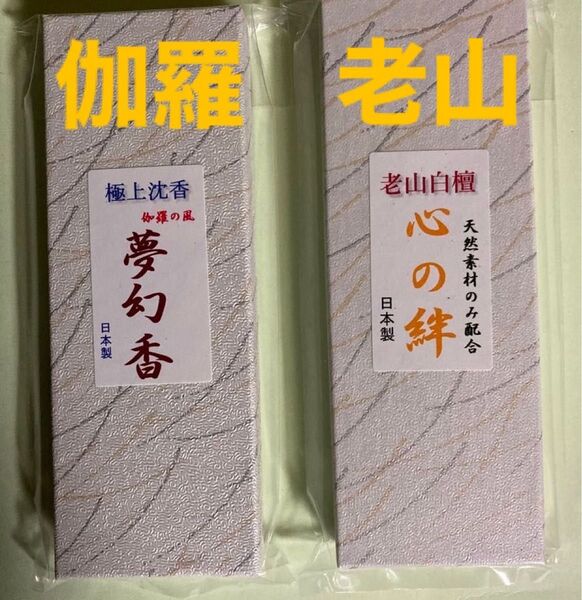 伽羅
極上沈香
伽羅の風
夢幻香
日本製
老山
老山白檀
天然素材のみ配合
心の絆
日本製